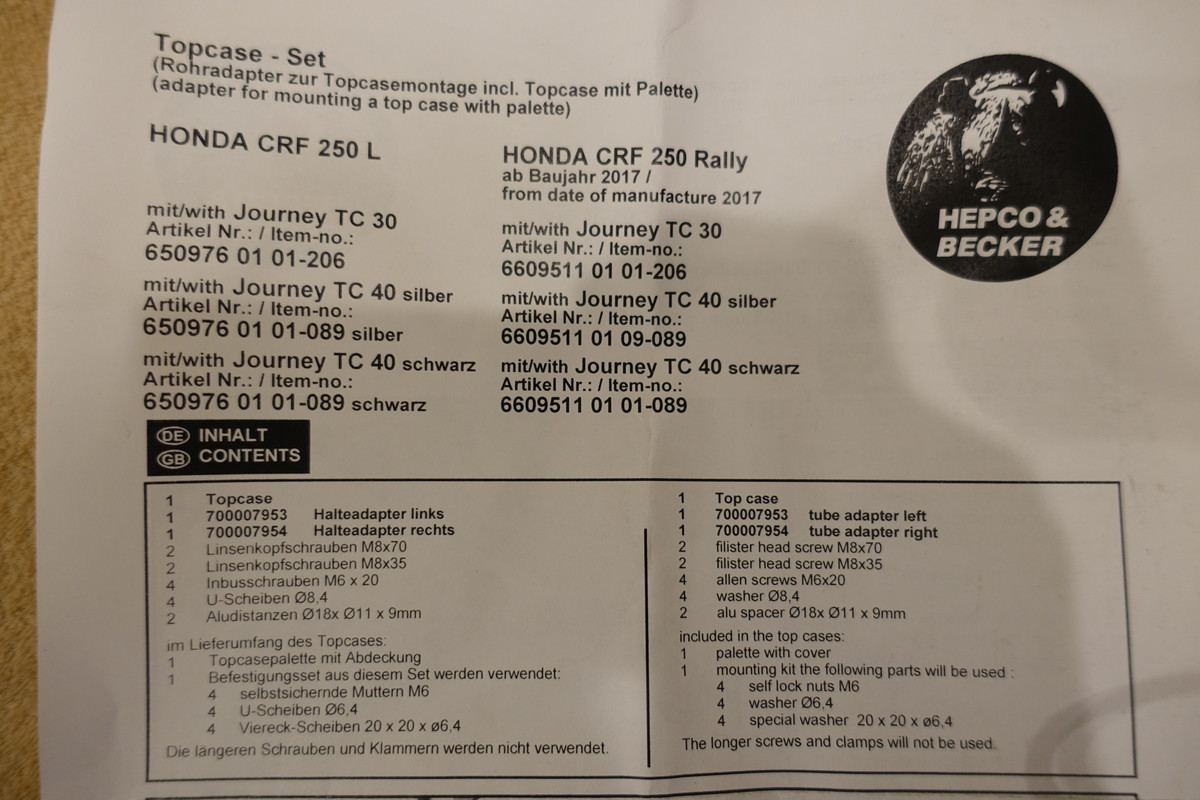 Topcase - Set
(Rohradapter zur Topcasemontage incl. Topcase mit Palette)
(adapter for mounting a top case with palette)
HEPCO &
BECKER
HONDA CRF 250 L
mit/with Journey TC 30
Artikel Nr.: / Item-no.:
650976 01 01-206
mit/with Journey TC 40 silber
Artikel Nr.: / Item-no.:
650976 01 01-089 silber
mit/with Journey TC 40 schwarz
Artikel Nr.: / Item-no.:
650976 01 01-089 schwarz
HONDA CRF 250 Rally
ab Baujahr 2017 /
from date of manufacture 2017
mit/with Journey TC 30
Artikel Nr.: / Item-no.:
6609511 01 01-206
mit/with Journey TC 40 silber
Artikel Nr.: / Item-no.:
6609511 01 09-089
mit/with Journey TC 40 schwarz
Artikel Nr.: / Item-no.:
6609511 01 01-089
DE INHALT
GB CONTENTS
1 Topcase
1 700007953 Halteadapter links
1 700007954 Halteadapter rechts
2 Linsenkopfschrauben M8x70
2 Linsenkopfschrauben M8x35
4 Inbusschrauben M6 x 20
4 U-Scheiben Ø8,4
2 Aludistanzen Ø18x Ø11 x 9mm
im Lieferumfang des Topcases:
1 Topcasepalette mit Abdeckung
1 Befestigungsset aus diesem Set werden verwendet:
4 selbstsichernde Muttern M6
4 U-Scheiben Ø6,4
4 Viereck-Scheiben 20 x 20 x ø6,4
Die längeren Schrauben und Klammern werden nicht verwendet.
1 Top case
1 700007953 tube adapter left
1 700007954 tube adapter right
2 filister head screw M8x70
2 filister head screw M8x35
4 allen screws M6x20
4 washer Ø8,4
2 alu spacer Ø18x Ø11 x 9mm
included in the top cases:
1 palette with cover
1 mounting kit the following parts will be used :
4 self lock nuts M6
4 washer Ø6,4
4 special washer 20 x 20 x ø6,4
The longer screws and clamps will not be used.